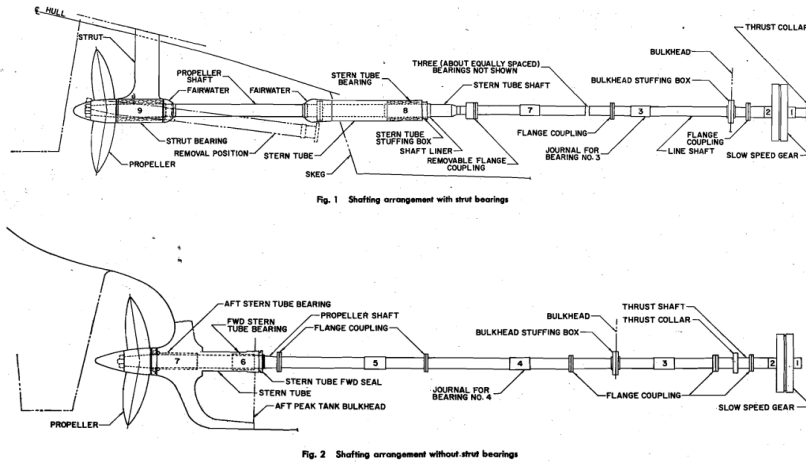 ℄ HULL
STRUT
PROPELLER
SHAFT
FAIRWATER
FAIRWATER
STERN TUBE
BEARING
THREE (ABOUT EQUALLY SPACED)
BEARINGS NOT SHOWN
STERN TUBE SHAFT
BULKHEAD
BULKHEAD STUFFING BOX
THRUST COLLAR
9
8
7
3
2
1
STRUT BEARING
REMOVAL POSITION
PROPELLER
STERN TUBE
SKEG
STERN TUBE
STUFFING BOX
SHAFT LINER
REMOVABLE FLANGE
COUPLING
FLANGE COUPLING
JOURNAL FOR
BEARING NO. 3
FLANGE
COUPLING
LINE SHAFT
SLOW SPEED GEAR
Fig. 1 Shafting arrangement with strut bearings
AFT STERN TUBE BEARING
FWD STERN
TUBE BEARING
PROPELLER SHAFT
FLANGE COUPLING
BULKHEAD
BULKHEAD STUFFING BOX
THRUST SHAFT
THRUST COLLAR
7
6
5
4
3
2
1
STERN TUBE FWD SEAL
STERN TUBE
AFT PEAK TANK BULKHEAD
PROPELLER
JOURNAL FOR
BEARING NO. 4
FLANGE COUPLING
SLOW SPEED GEAR
Fig. 2 Shafting arrangement without strut bearings